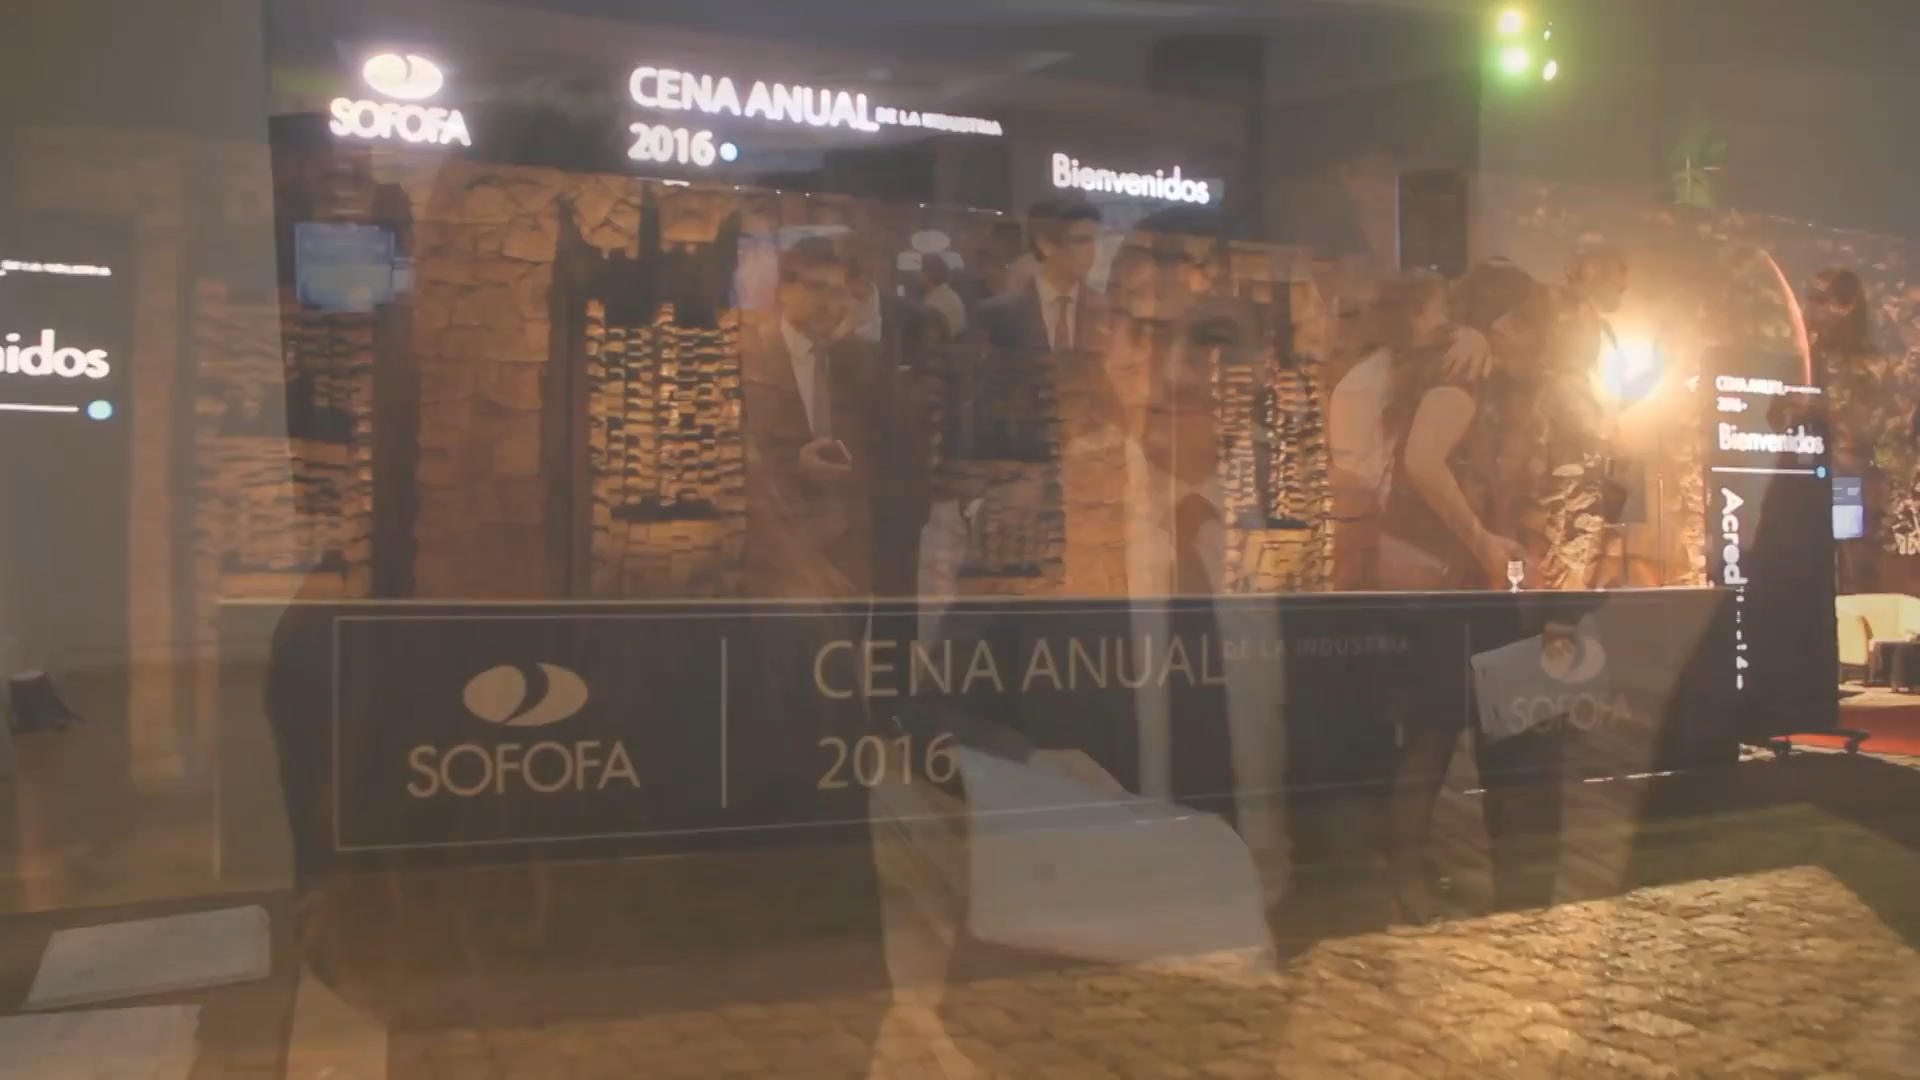 SOFOFA
CENA ANUAL DE LA INDUSTRIA
2016
Bienvenidos
nidos
CENA ANUAL
2016
Bienvenidos
Acred
SOFOFA
CENA ANUAL DE LA INDUSTRIA
2016
SOFOFA